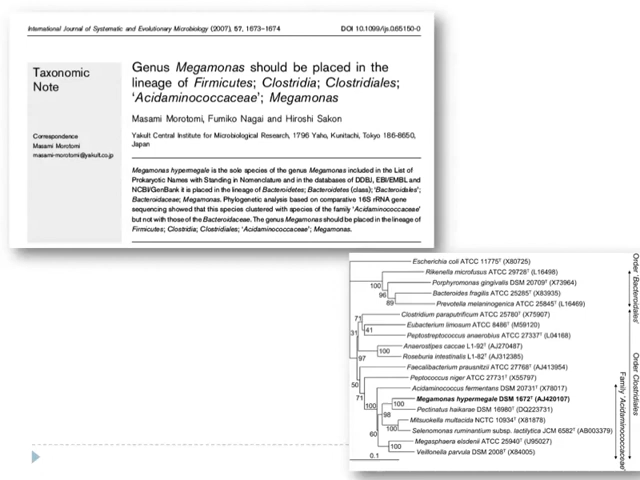 International Journal of Systematic and Evolutionary Microbiology (2007), 57, 1673–1674 DOI 10.1099/ijs.0.65150-0
Taxonomic
Note
Genus Megamonas should be placed in the
lineage of Firmicutes; Clostridia; Clostridiales;
'Acidaminococcaceae'; Megamonas
Masami Morotomi, Fumiko Nagai and Hiroshi Sakon
Correspondence
Masami Morotomi
masami-morotomi@yakult.co.jp
Yakult Central Institute for Microbiological Research, 1796 Yaho, Kunitachi, Tokyo 186-8650,
Japan
Megamonas hypermegale is the sole species of the genus Megamonas included in the List of
Prokaryotic Names with Standing in Nomenclature and in the databases of DDBJ, EBI/EMBL and
NCBI/GenBank it is placed in the lineage of Bacteroidetes; Bacteroidetes (class); 'Bacteroidales';
Bacteroidaceae; Megamonas. Phylogenetic analysis based on comparative 16S rRNA gene
sequencing showed that this species clustered with species of the family 'Acidaminococcaceae'
but not with those of the Bacteroidaceae. The genus Megamonas should be placed in the lineage of
Firmicutes; Clostridia; Clostridiales; 'Acidaminococcaceae'; Megamonas.
Escherichia coli ATCC 11775ᵀ (X80725)
Rikenella microfusus ATCC 29728ᵀ (L16498)
100
Porphyromonas gingivalis DSM 20709ᵀ (X73964)
96
Bacteroides fragilis ATCC 25285ᵀ (X83935)
89
Prevotella melaninogenica ATCC 25845ᵀ (L16469)
Clostridium paraputrificum ATCC 25780ᵀ (X75907)
71
Eubacterium limosum ATCC 8486ᵀ (M59120)
41
31
Peptostreptococcus anaerobius ATCC 27337ᵀ (L04168)
Anaerostipes caccae L1-92ᵀ (AJ270487)
100
97
Roseburia intestinalis L1-82ᵀ (AJ312385)
Faecalibacterium prausnitzii ATCC 27768ᵀ (AJ413954)
Peptococcus niger ATCC 27731ᵀ (X55797)
50
Acidaminococcus fermentans DSM 20731ᵀ (X78017)
71
Megamonas hypermegale DSM 1672ᵀ (AJ420107)
100
100
Pectinatus haikarae DSM 16980ᵀ (DQ223731)
98
Mitsuokella multacida NCTC 10934ᵀ (X81878)
100
Selenomonas ruminantium subsp. lactilytica JCM 6582ᵀ (AB003379)
60
Megasphaera elsdenii ATCC 25940ᵀ (U95027)
100
Veillonella parvula DSM 2008ᵀ (X84005)
0.1
Order 'Bacteroidales'
Order Clostridiales
Family 'Acidaminococcaceae'